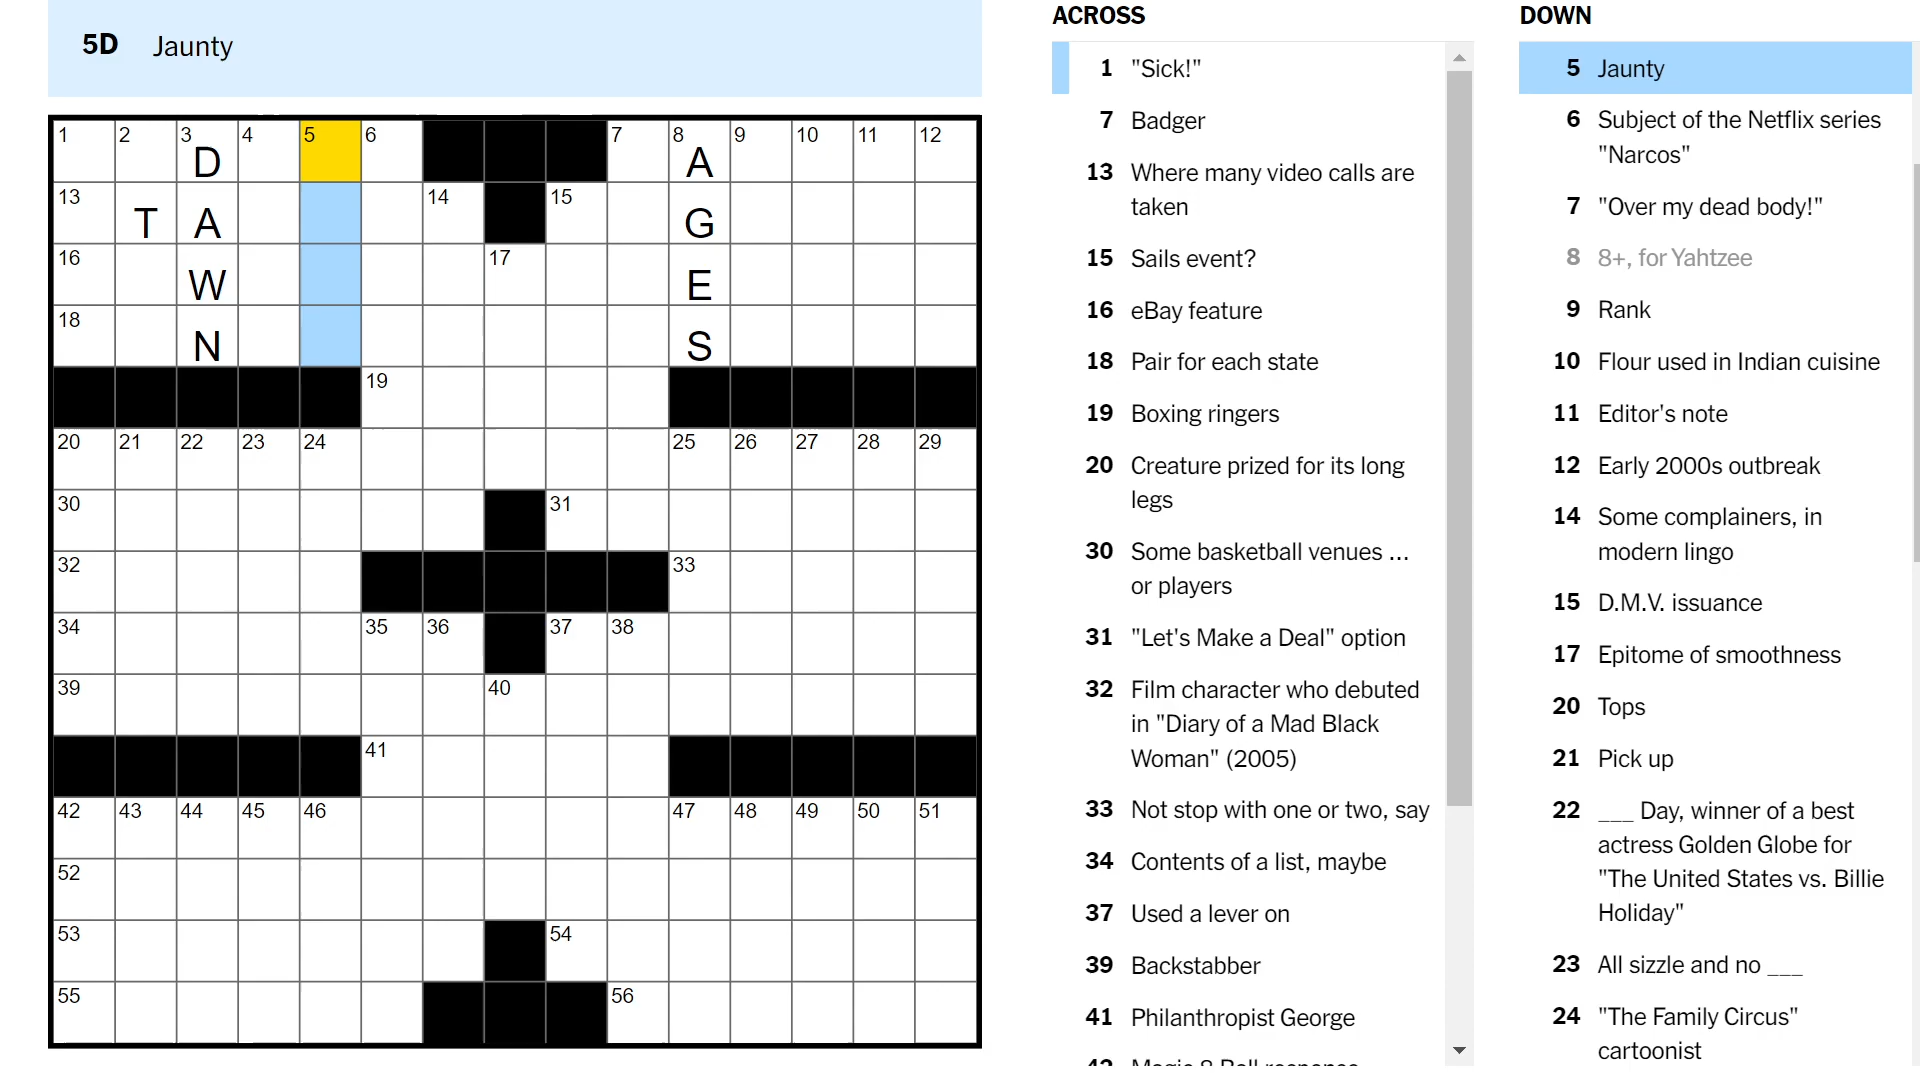 5D Jaunty
1 2 3 4 5 6 7 8 9 10 11 12
D A
13 14 15
T A G
16 17
W E
18
N S
19
20 21 22 23 24 25 26 27 28 29
30 31
32 33
34 35 36 37 38
39 40
41
42 43 44 45 46 47 48 49 50 51
52
53 54
55 56
ACROSS
1 "Sick!"
7 Badger
13 Where many video calls are
taken
15 Sails event?
16 eBay feature
18 Pair for each state
19 Boxing ringers
20 Creature prized for its long
legs
30 Some basketball venues ...
or players
31 "Let's Make a Deal" option
32 Film character who debuted
in "Diary of a Mad Black
Woman" (2005)
33 Not stop with one or two, say
34 Contents of a list, maybe
37 Used a lever on
39 Backstabber
41 Philanthropist George
DOWN
5 Jaunty
6 Subject of the Netflix series
"Narcos"
7 "Over my dead body!"
8 8+, for Yahtzee
9 Rank
10 Flour used in Indian cuisine
11 Editor's note
12 Early 2000s outbreak
14 Some complainers, in
modern lingo
15 D.M.V. issuance
17 Epitome of smoothness
20 Tops
21 Pick up
22 ___ Day, winner of a best
actress Golden Globe for
"The United States vs. Billie
Holiday"
23 All sizzle and no ___
24 "The Family Circus"
cartoonist